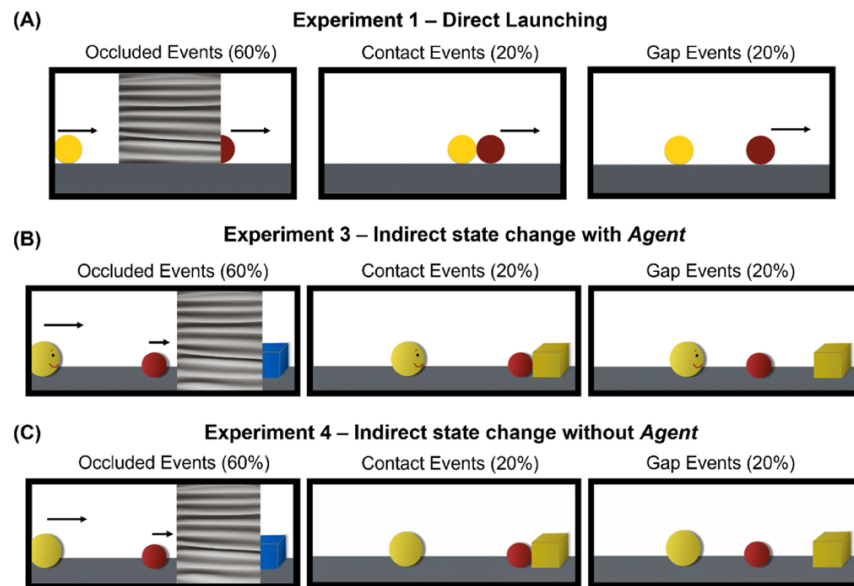 (A)
Experiment 1 – Direct Launching
Occluded Events (60%) Contact Events (20%) Gap Events (20%)
(B)
Experiment 3 – Indirect state change with Agent
Occluded Events (60%) Contact Events (20%) Gap Events (20%)
(C)
Experiment 4 – Indirect state change without Agent
Occluded Events (60%) Contact Events (20%) Gap Events (20%)